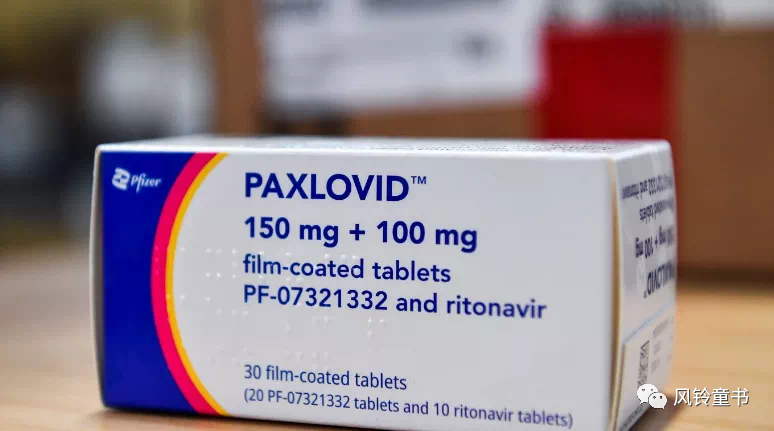 Pfizer
PAXLOVID™
150 mg + 100 mg
film-coated tablets
PF-07321332 and ritonavir
30 film-coated tablets
(20 PF-07321332 tablets and 10 ritonavir tablets)
风铃童书